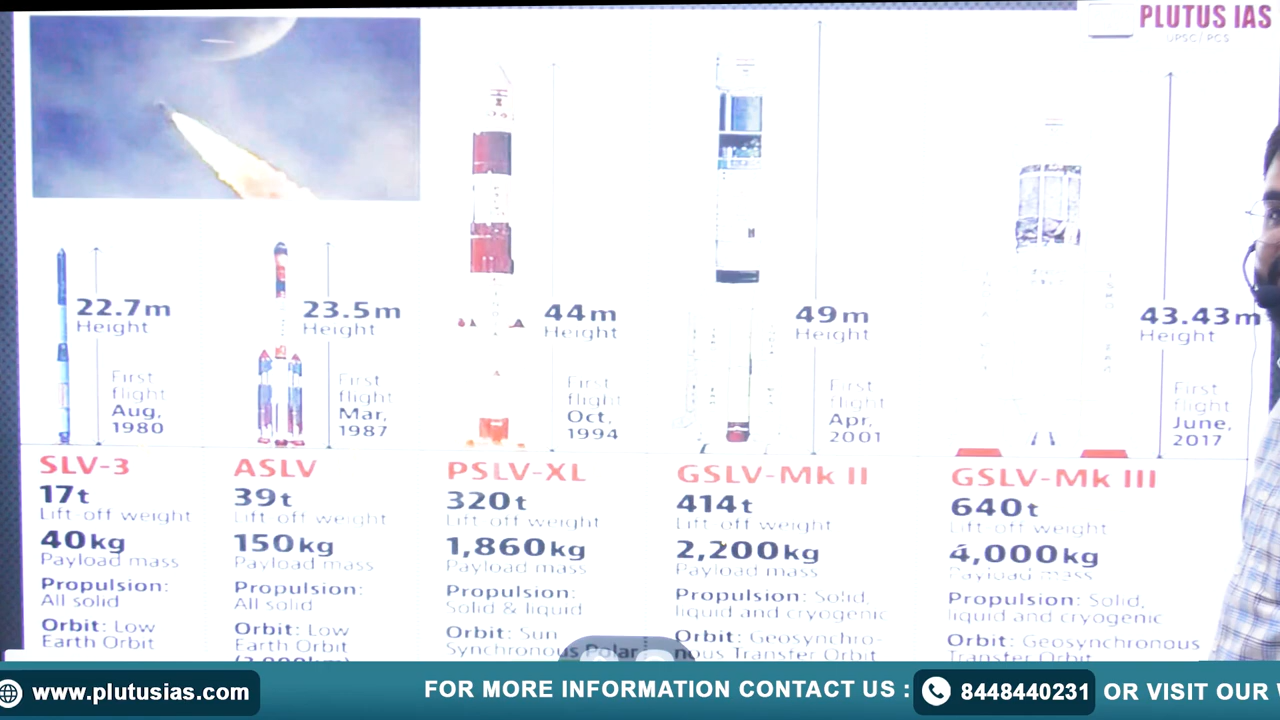 PLUTUS IAS
UPSC/PCS
22.7m
Height
First
flight
Aug,
1980
SLV-3
17t
Lift-off weight
40kg
Payload mass
Propulsion:
All solid
Orbit: Low
Earth Orbit
23.5m
Height
First
flight
Mar,
1987
ASLV
39t
Lift off weight
150kg
Payload mass
Propulsion:
All solid
Orbit: Low
Earth Orbit
44m
Height
First
flight
Oct,
1994
PSLV-XL
320t
Lift off weight
1,860kg
Payload mass
Propulsion:
Solid & liquid
Orbit: Sun
Synchronous Polar
49m
Height
First
flight
Apr,
2001
GSLV-Mk II
414t
Lift off weight
2,200kg
Payload mass
Propulsion: Solid,
liquid and cryogenic
Orbit: Geosynchro-
nous Transfer Orbit
43.43m
Height
First
flight
June,
2017
GSLV-Mk III
640t
Lift off weight
4,000kg
Payload mass
Propulsion: Solid,
liquid and cryogenic
Orbit: Geosynchronous
Transfer Orbit
www.plutusias.com
FOR MORE INFORMATION CONTACT US :
8448440231
OR VISIT OUR